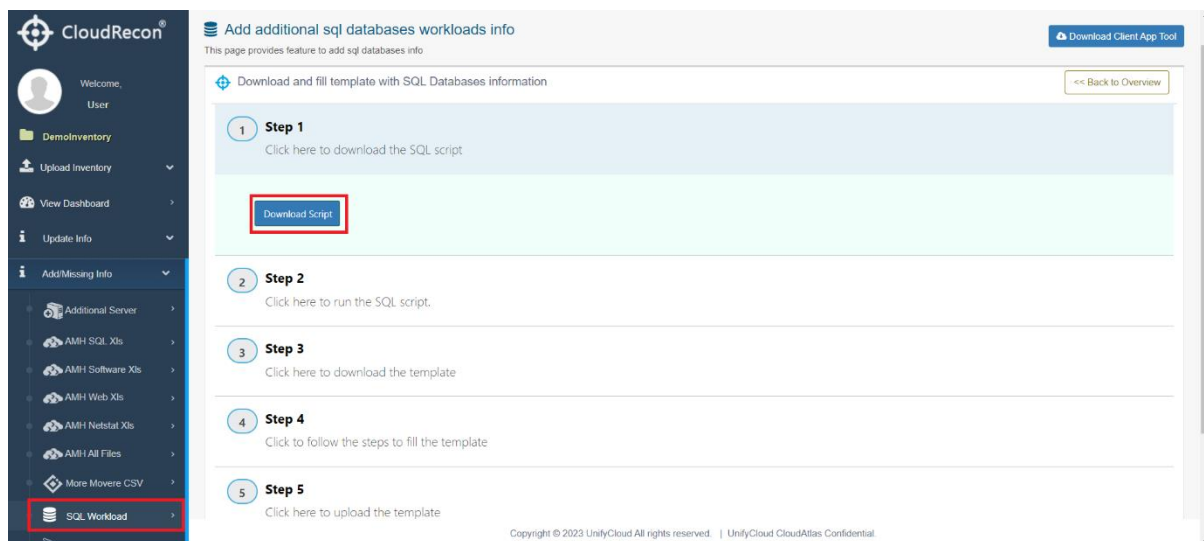 CloudRecon®
Welcome,
User
DemoInventory
Upload Inventory
View Dashboard
Update Info
Add/Missing Info
Additional Server
AMH SQL Xls
AMH Software Xls
AMH Web Xls
AMH Netstat Xls
AMH All Files
More Movere CSV
SQL Workload
Add additional sql databases workloads info
This page provides feature to add sql databases info
Download Client App Tool
Download and fill template with SQL Databases information
<< Back to Overview
1 Step 1
Click here to download the SQL script
Download Script
2 Step 2
Click here to run the SQL script.
3 Step 3
Click here to download the template
4 Step 4
Click to follow the steps to fill the template
5 Step 5
Click here to upload the template
Copyright © 2023 UnifyCloud All rights reserved. | UnifyCloud CloudAtlas Confidential.